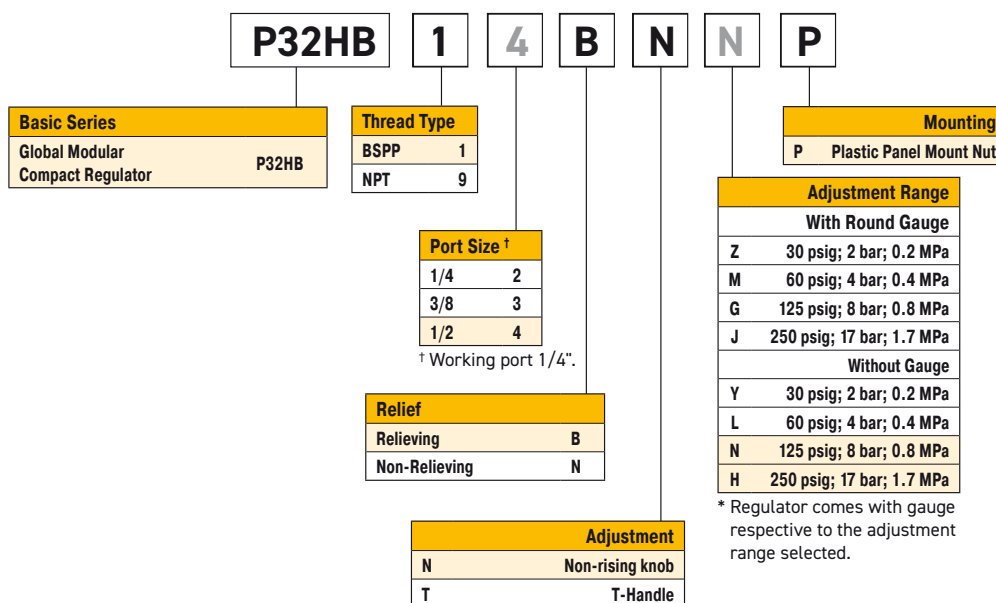 P32HB 1 4 B N N P
Basic Series
Global Modular
Compact Regulator P32HB
Thread Type
BSPP 1
NPT 9
Mounting
P Plastic Panel Mount Nut
Port Size †
1/4 2
3/8 3
1/2 4
† Working port 1/4".
Adjustment Range
With Round Gauge
Z 30 psig; 2 bar; 0.2 MPa
M 60 psig; 4 bar; 0.4 MPa
G 125 psig; 8 bar; 0.8 MPa
J 250 psig; 17 bar; 1.7 MPa
Without Gauge
Y 30 psig; 2 bar; 0.2 MPa
L 60 psig; 4 bar; 0.4 MPa
N 125 psig; 8 bar; 0.8 MPa
H 250 psig; 17 bar; 1.7 MPa
* Regulator comes with gauge
respective to the adjustment
range selected.
Relief
Relieving B
Non-Relieving N
Adjustment
N Non-rising knob
T T-Handle